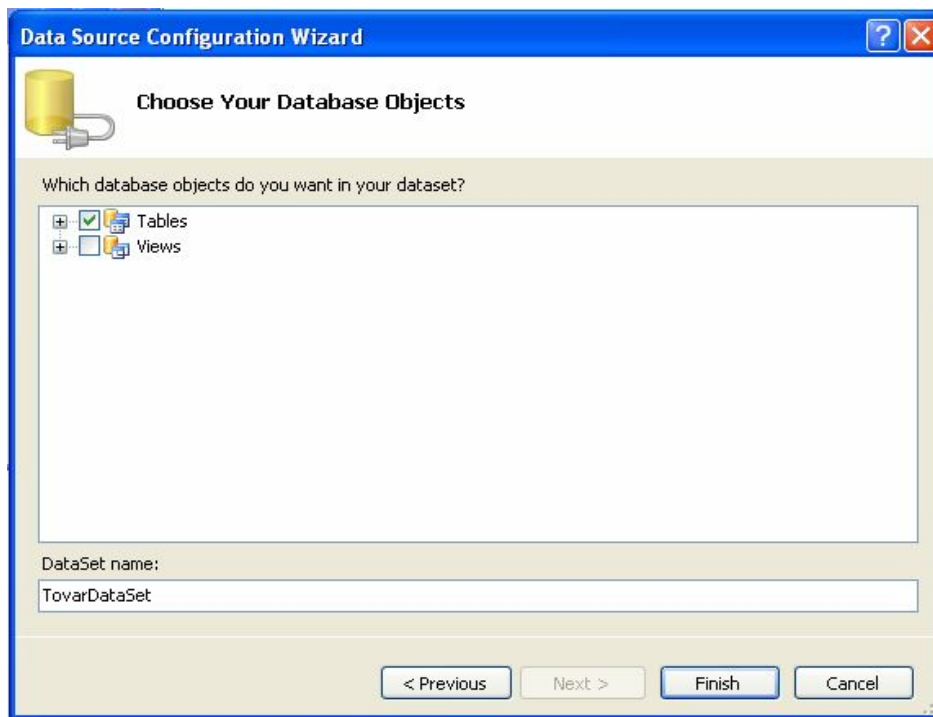 Data Source Configuration Wizard
Choose Your Database Objects
Which database objects do you want in your dataset?
Tables
Views
DataSet name:
TovarDataSet
< Previous Next > Finish Cancel